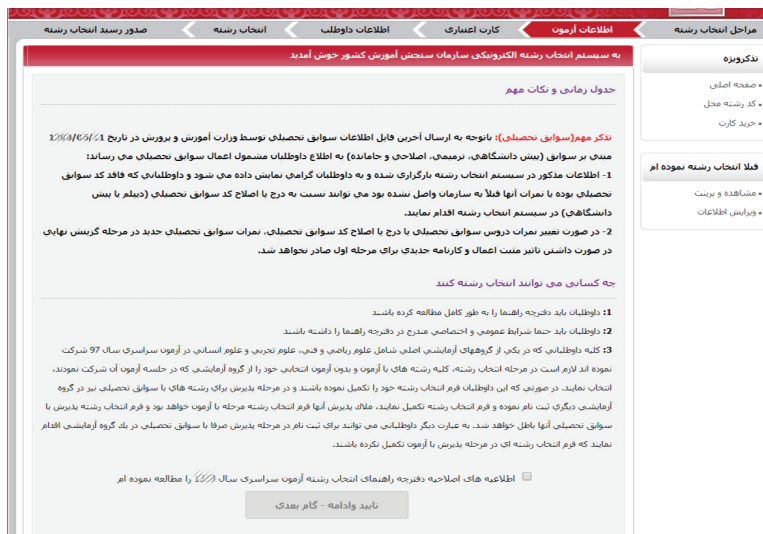 مراحل انتخاب رشته
اطلاعات آزمون
کارت اعتباری
اطلاعات داوطلب
انتخاب رشته
صدور رسید انتخاب رشته
تذکرویژه
صفحه اصلی
کد رشته محل
خرید کارت
قبلا انتخاب رشته نموده ام
مشاهده و پرینت
ویرایش اطلاعات
به سیستم انتخاب رشته الکترونیکی سازمان سنجش آموزش کشور خوش آمدید
جدول زمانی و نکات مهم
تذکر مهم(سوابق تحصیلی): باتوجه به ارسال آخرین فایل اطلاعات سوابق تحصیلی توسط وزارت آموزش و پرورش در تاریخ
مبنی بر سوابق (پیش دانشگاهی، ترمیمی، اصلاحی و جامانده) به اطلاع داوطلبان مشمول اعمال سوابق تحصیلی می رساند:
1- اطلاعات مذکور در سیستم انتخاب رشته بارگزاری شده و به داوطلبان گرامی نمایش داده می شود و داوطلبانی که فاقد کد سوابق
تحصیلی بوده یا نمرات آنها قبلاً به سازمان واصل نشده بود می توانند نسبت به درج یا اصلاح کد سوابق تحصیلی (دیپلم یا پیش
دانشگاهی) در سیستم انتخاب رشته اقدام نمایند.
2- در صورت تغییر نمرات دروس سوابق تحصیلی یا درج یا اصلاح کد سوابق تحصیلی، نمرات سوابق تحصیلی جدید در مرحله گزینش نهایی
در صورت داشتن تاثیر مثبت اعمال و کارنامه جدیدی برای مرحله اول صادر نخواهد شد.
چه کسانی می توانند انتخاب رشته کنند
1: داوطلبان باید دفترچه راهنما را به طور کامل مطالعه کرده باشند
2: داوطلبان باید حتما شرایط عمومی و اختصاصی مندرج در دفترچه راهنما را داشته باشند
3: کلیه داوطلبانی که در یکی از گروههای آزمایشی اصلی شامل علوم ریاضی و فنی، علوم تجربی و علوم انسانی در آزمون سراسری سال 97 شرکت
نموده اند لازم است در مرحله انتخاب رشته، کلیه رشته های با آزمون و بدون آزمون انتخابی خود را از گروه آزمایشی که در جلسه آزمون آن شرکت نمودند،
انتخاب نمایند. در صورتی که این داوطلبان فرم انتخاب رشته خود را تکمیل نموده باشند و در مرحله پذیرش برای رشته های با سوابق تحصیلی نیز در گروه
آزمایشی دیگری ثبت نام نموده و فرم انتخاب رشته تکمیل نمایند، ملاک پذیرش آنها فرم انتخاب رشته مرحله با آزمون خواهد بود و فرم انتخاب رشته پذیرش با
سوابق تحصیلی آنها باطل خواهد شد. به عبارت دیگر داوطلبانی می توانند برای ثبت نام در مرحله پذیرش صرفا با سوابق تحصیلی در یك گروه آزمایشی اقدام
نمایند که فرم انتخاب رشته ای در مرحله پذیرش با آزمون تکمیل نکرده باشند.
اطلاعیه های اصلاحیه دفترچه راهنمای انتخاب رشته آزمون سراسری سال را مطالعه نموده ام
تایید وادامه - گام بعدی